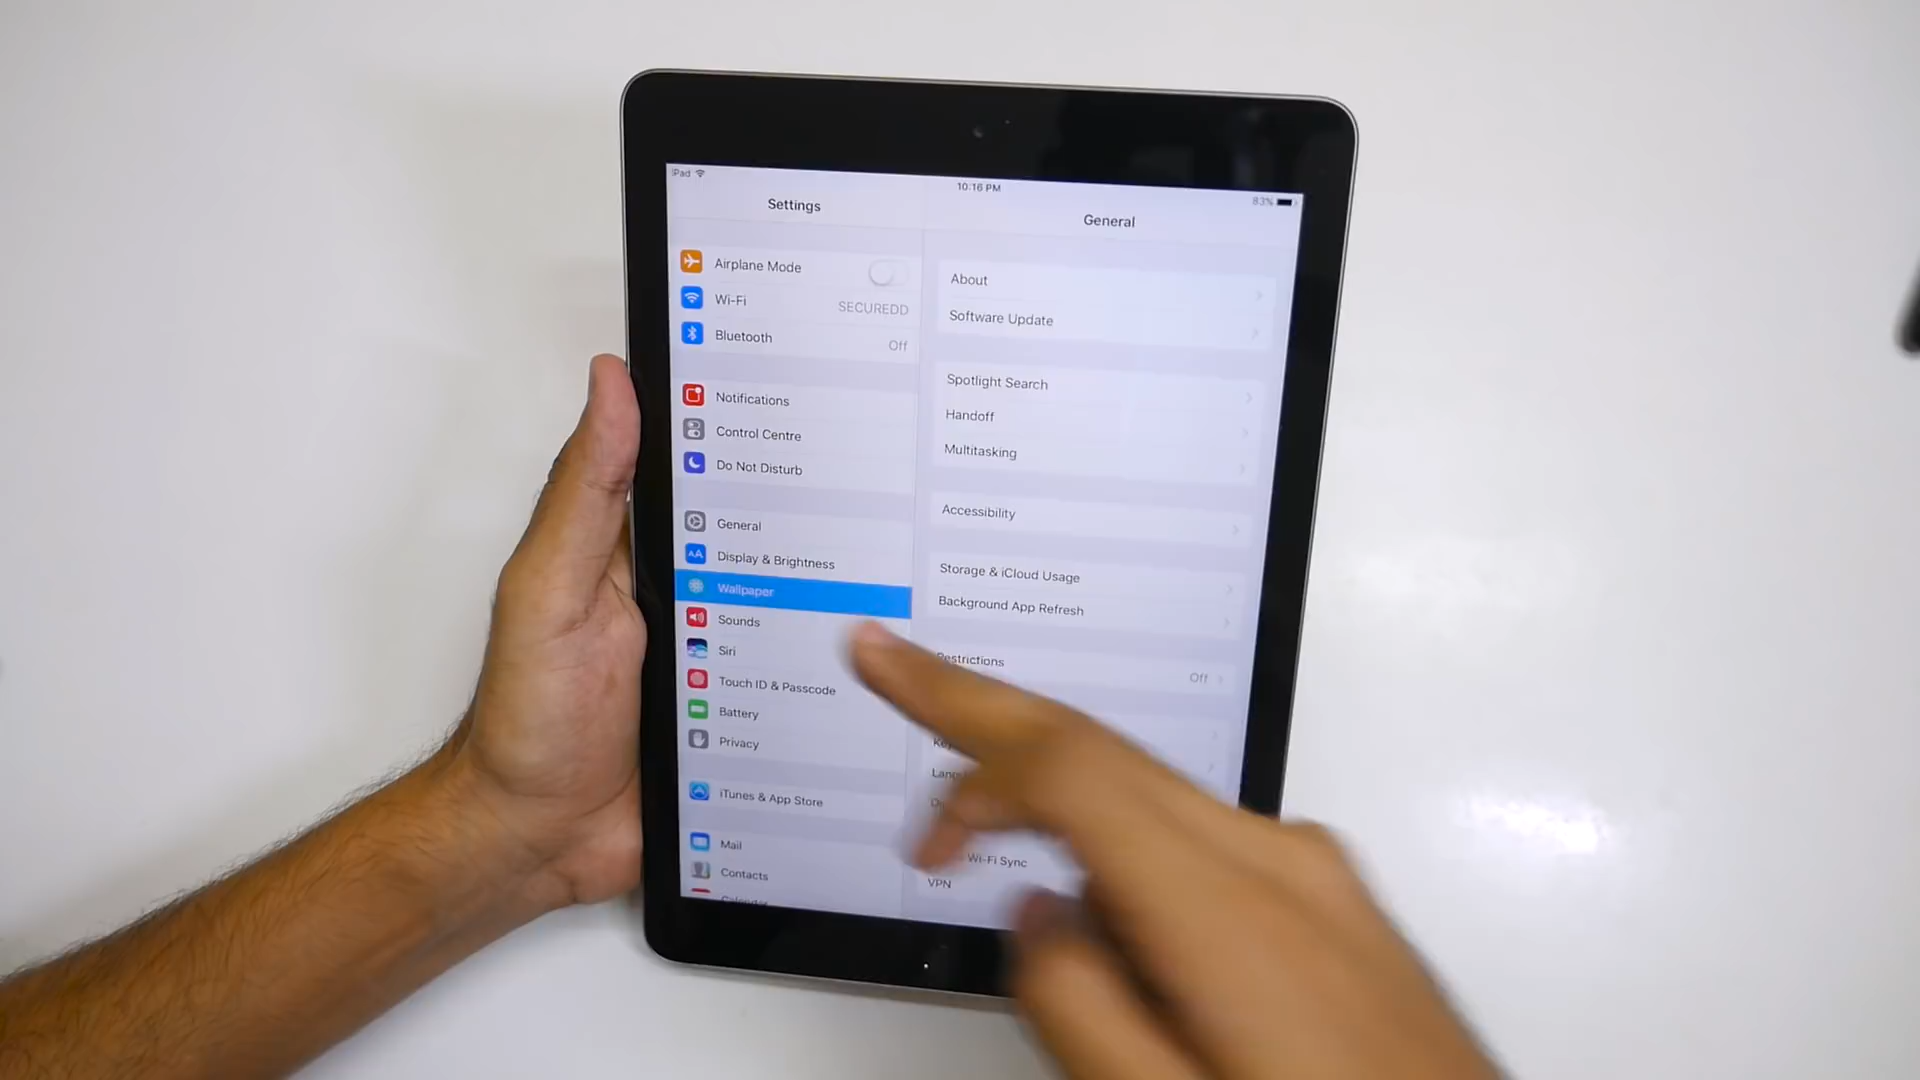 iPad
10:16 PM
83%
Settings
General
Airplane Mode
Wi-Fi
SECUREDD
Bluetooth
Off
Notifications
Control Centre
Do Not Disturb
General
Display & Brightness
Wallpaper
Sounds
Siri
Touch ID & Passcode
Battery
Privacy
iTunes & App Store
Mail
Contacts
Calendar
About
Software Update
Spotlight Search
Handoff
Multitasking
Accessibility
Storage & iCloud Usage
Background App Refresh
Restrictions
Off
Wi-Fi Sync
VPN